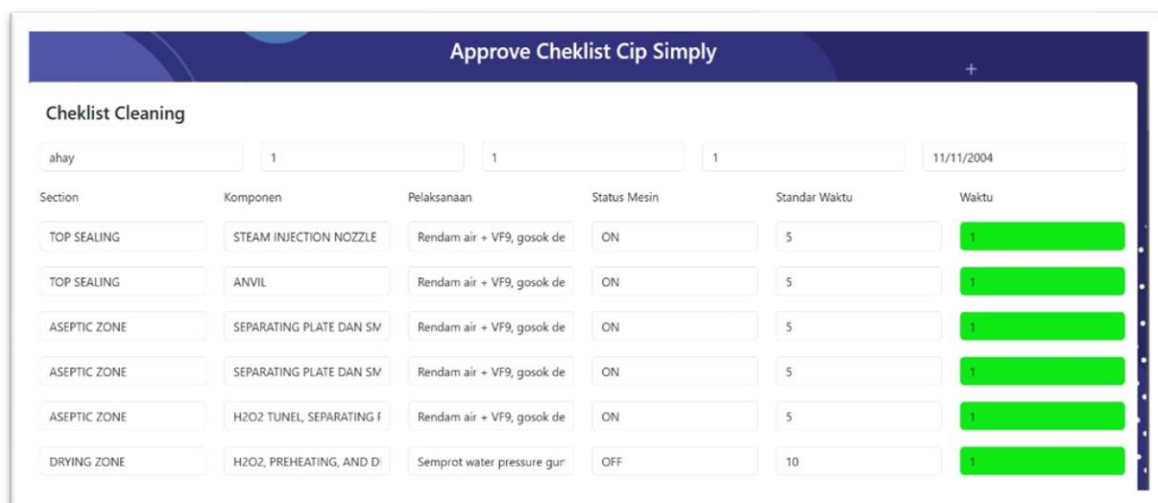 Approve Cheklist Cip Simply
Cheklist Cleaning
ahay 1 1 1 11/11/2004
Section Komponen Pelaksanaan Status Mesin Standar Waktu Waktu
TOP SEALING STEAM INJECTION NOZZLE Rendam air + VF9, gosok de ON 5 1
TOP SEALING ANVIL Rendam air + VF9, gosok de ON 5 1
ASEPTIC ZONE SEPARATING PLATE DAN SM Rendam air + VF9, gosok de ON 5 1
ASEPTIC ZONE SEPARATING PLATE DAN SM Rendam air + VF9, gosok de ON 5 1
ASEPTIC ZONE H2O2 TUNEL, SEPARATING Rendam air + VF9, gosok de ON 5 1
DRYING ZONE H2O2, PREHEATING, AND Semprot water pressure OFF 10 1